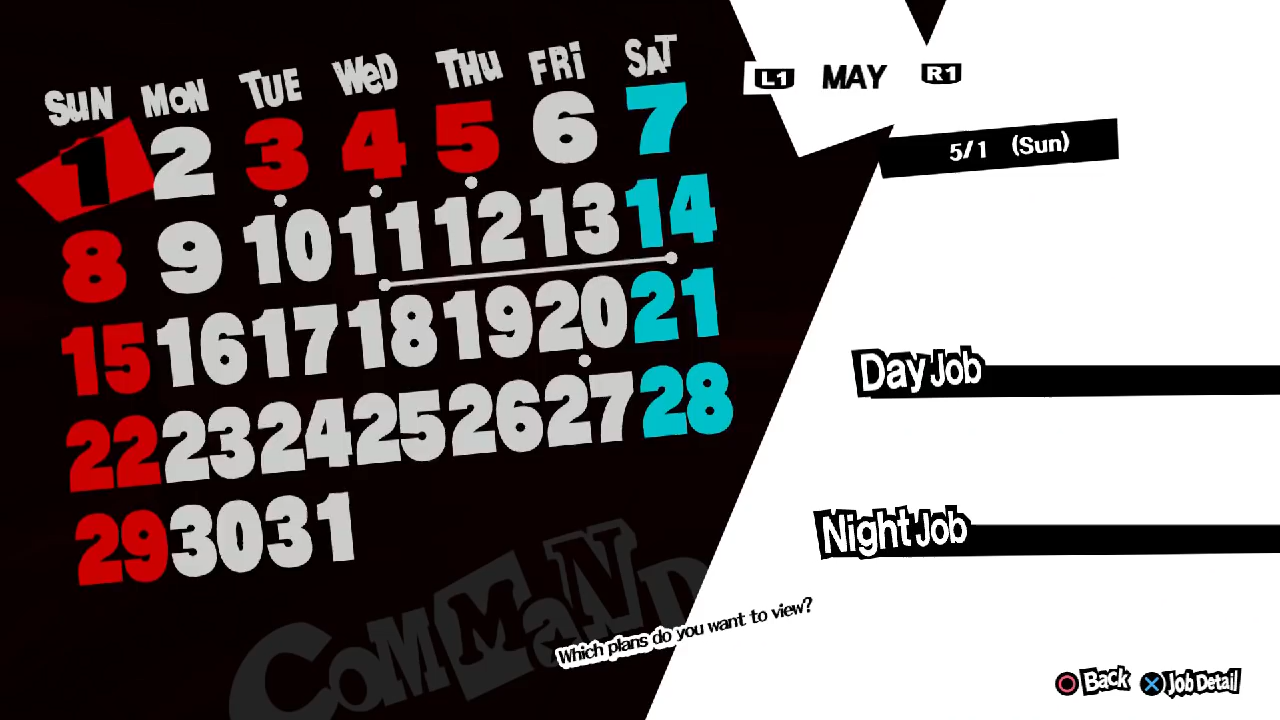 SUN MON TUE WED THU FRi SAT
1 2 3 4 5 6 7
8 9 10 11 12 13 14
15 16 17 18 19 20 21
22 23 24 25 26 27 28
29 30 31
L1 MAY R1
5/1 (Sun)
Day Job
Night Job
COMMAND
Which plans do you want to view?
Back Job Detail